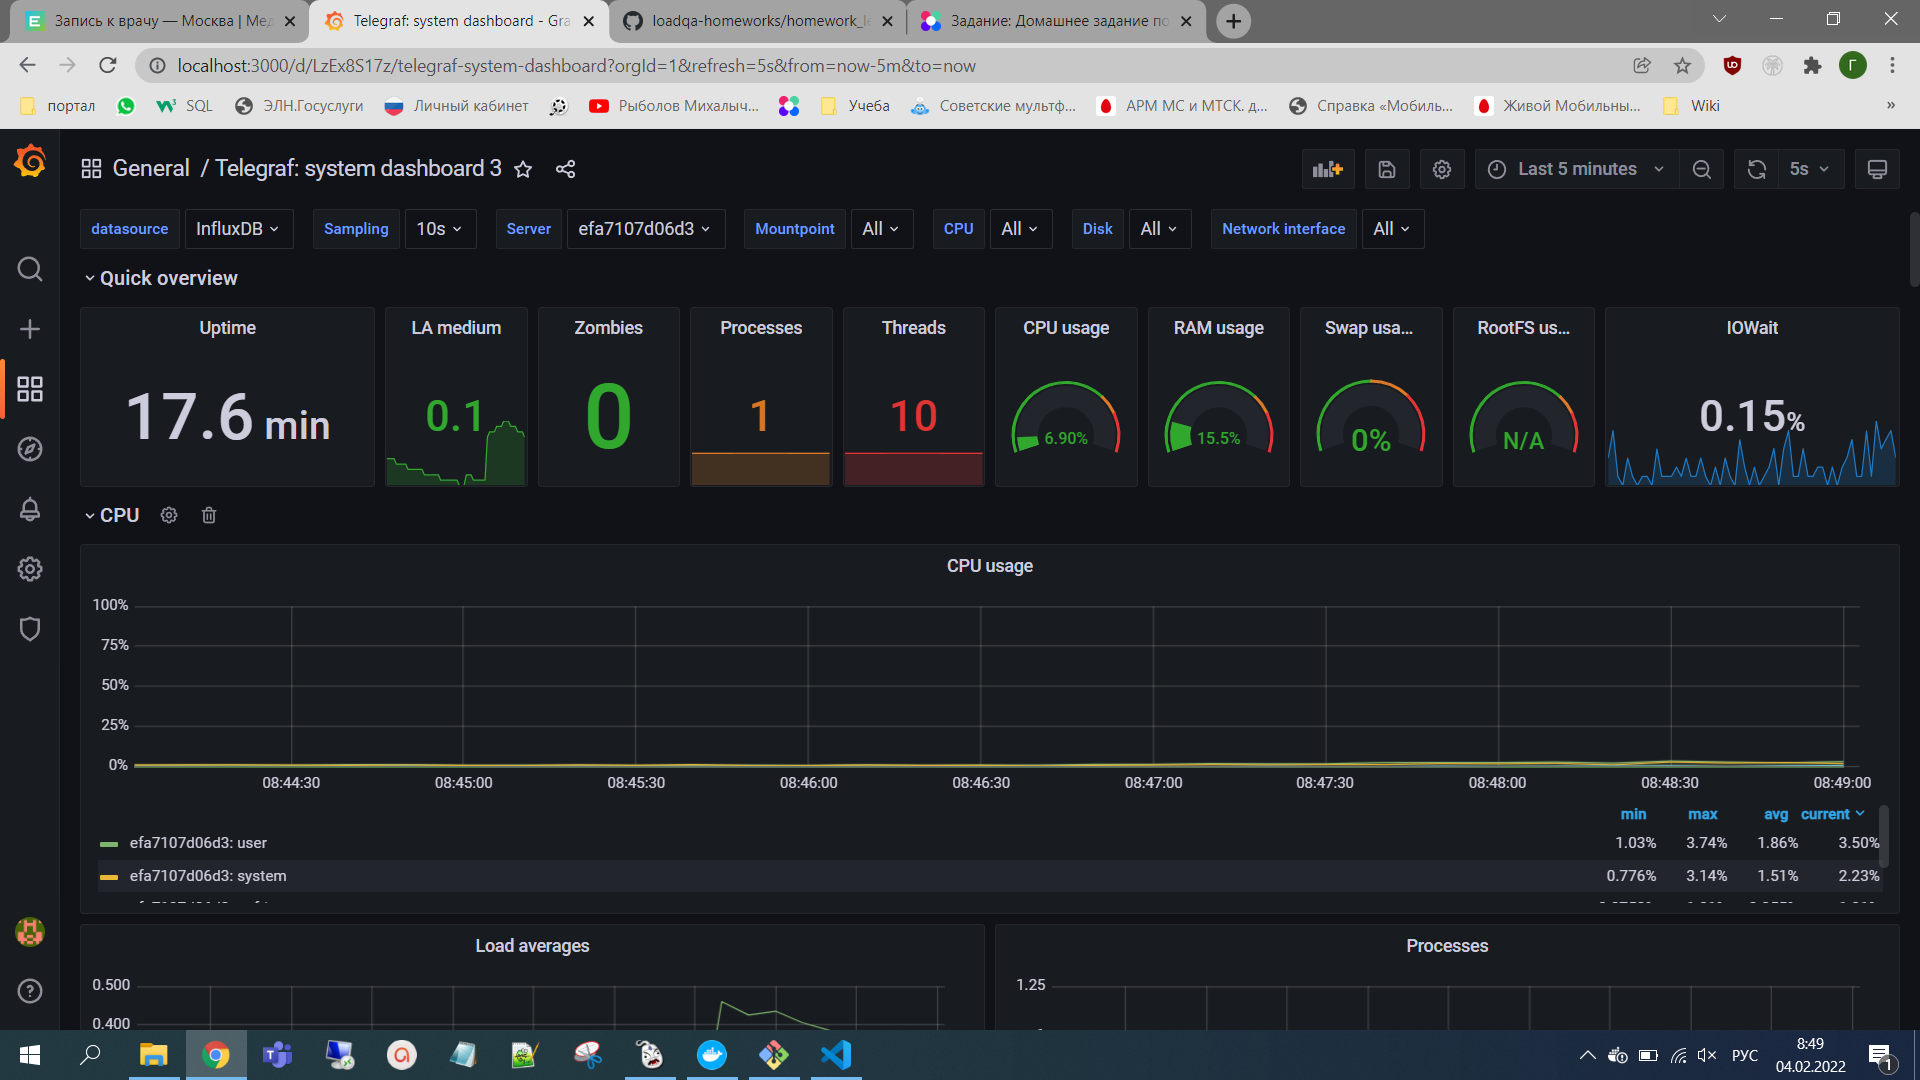 Запись к врачу — Москва | Мед
Telegraf: system dashboard - Gra
loadqa-homeworks/homework_le
Задание: Домашнее задание по
localhost:3000/d/LzEx8S17z/telegraf-system-dashboard?orgId=1&refresh=5s&from=now-5m&to=now
портал
SQL
ЭЛН.Госуслуги
Личный кабинет
Рыболов Михалыч...
Учеба
Советские мультф...
АРМ МС и МТСК. д...
Справка «Мобиль...
Живой Мобильны...
Wiki
»
General / Telegraf: system dashboard 3
Last 5 minutes
5s
datasource InfluxDB
Sampling 10s
Server efa7107d06d3
Mountpoint All
CPU All
Disk All
Network interface All
Quick overview
Uptime
17.6 min
LA medium
0.1
Zombies
0
Processes
1
Threads
10
CPU usage
6.90%
RAM usage
15.5%
Swap usa...
0%
RootFS us...
N/A
IOWait
0.15%
CPU
CPU usage
100%
75%
50%
25%
0%
08:44:30 08:45:00 08:45:30 08:46:00 08:46:30 08:47:00 08:47:30 08:48:00 08:48:30 08:49:00
min max avg current
efa7107d06d3: user 1.03% 3.74% 1.86% 3.50%
efa7107d06d3: system 0.776% 3.14% 1.51% 2.23%
Load averages
0.500
0.400
Processes
1.25
РУС
8:49
04.02.2022
1